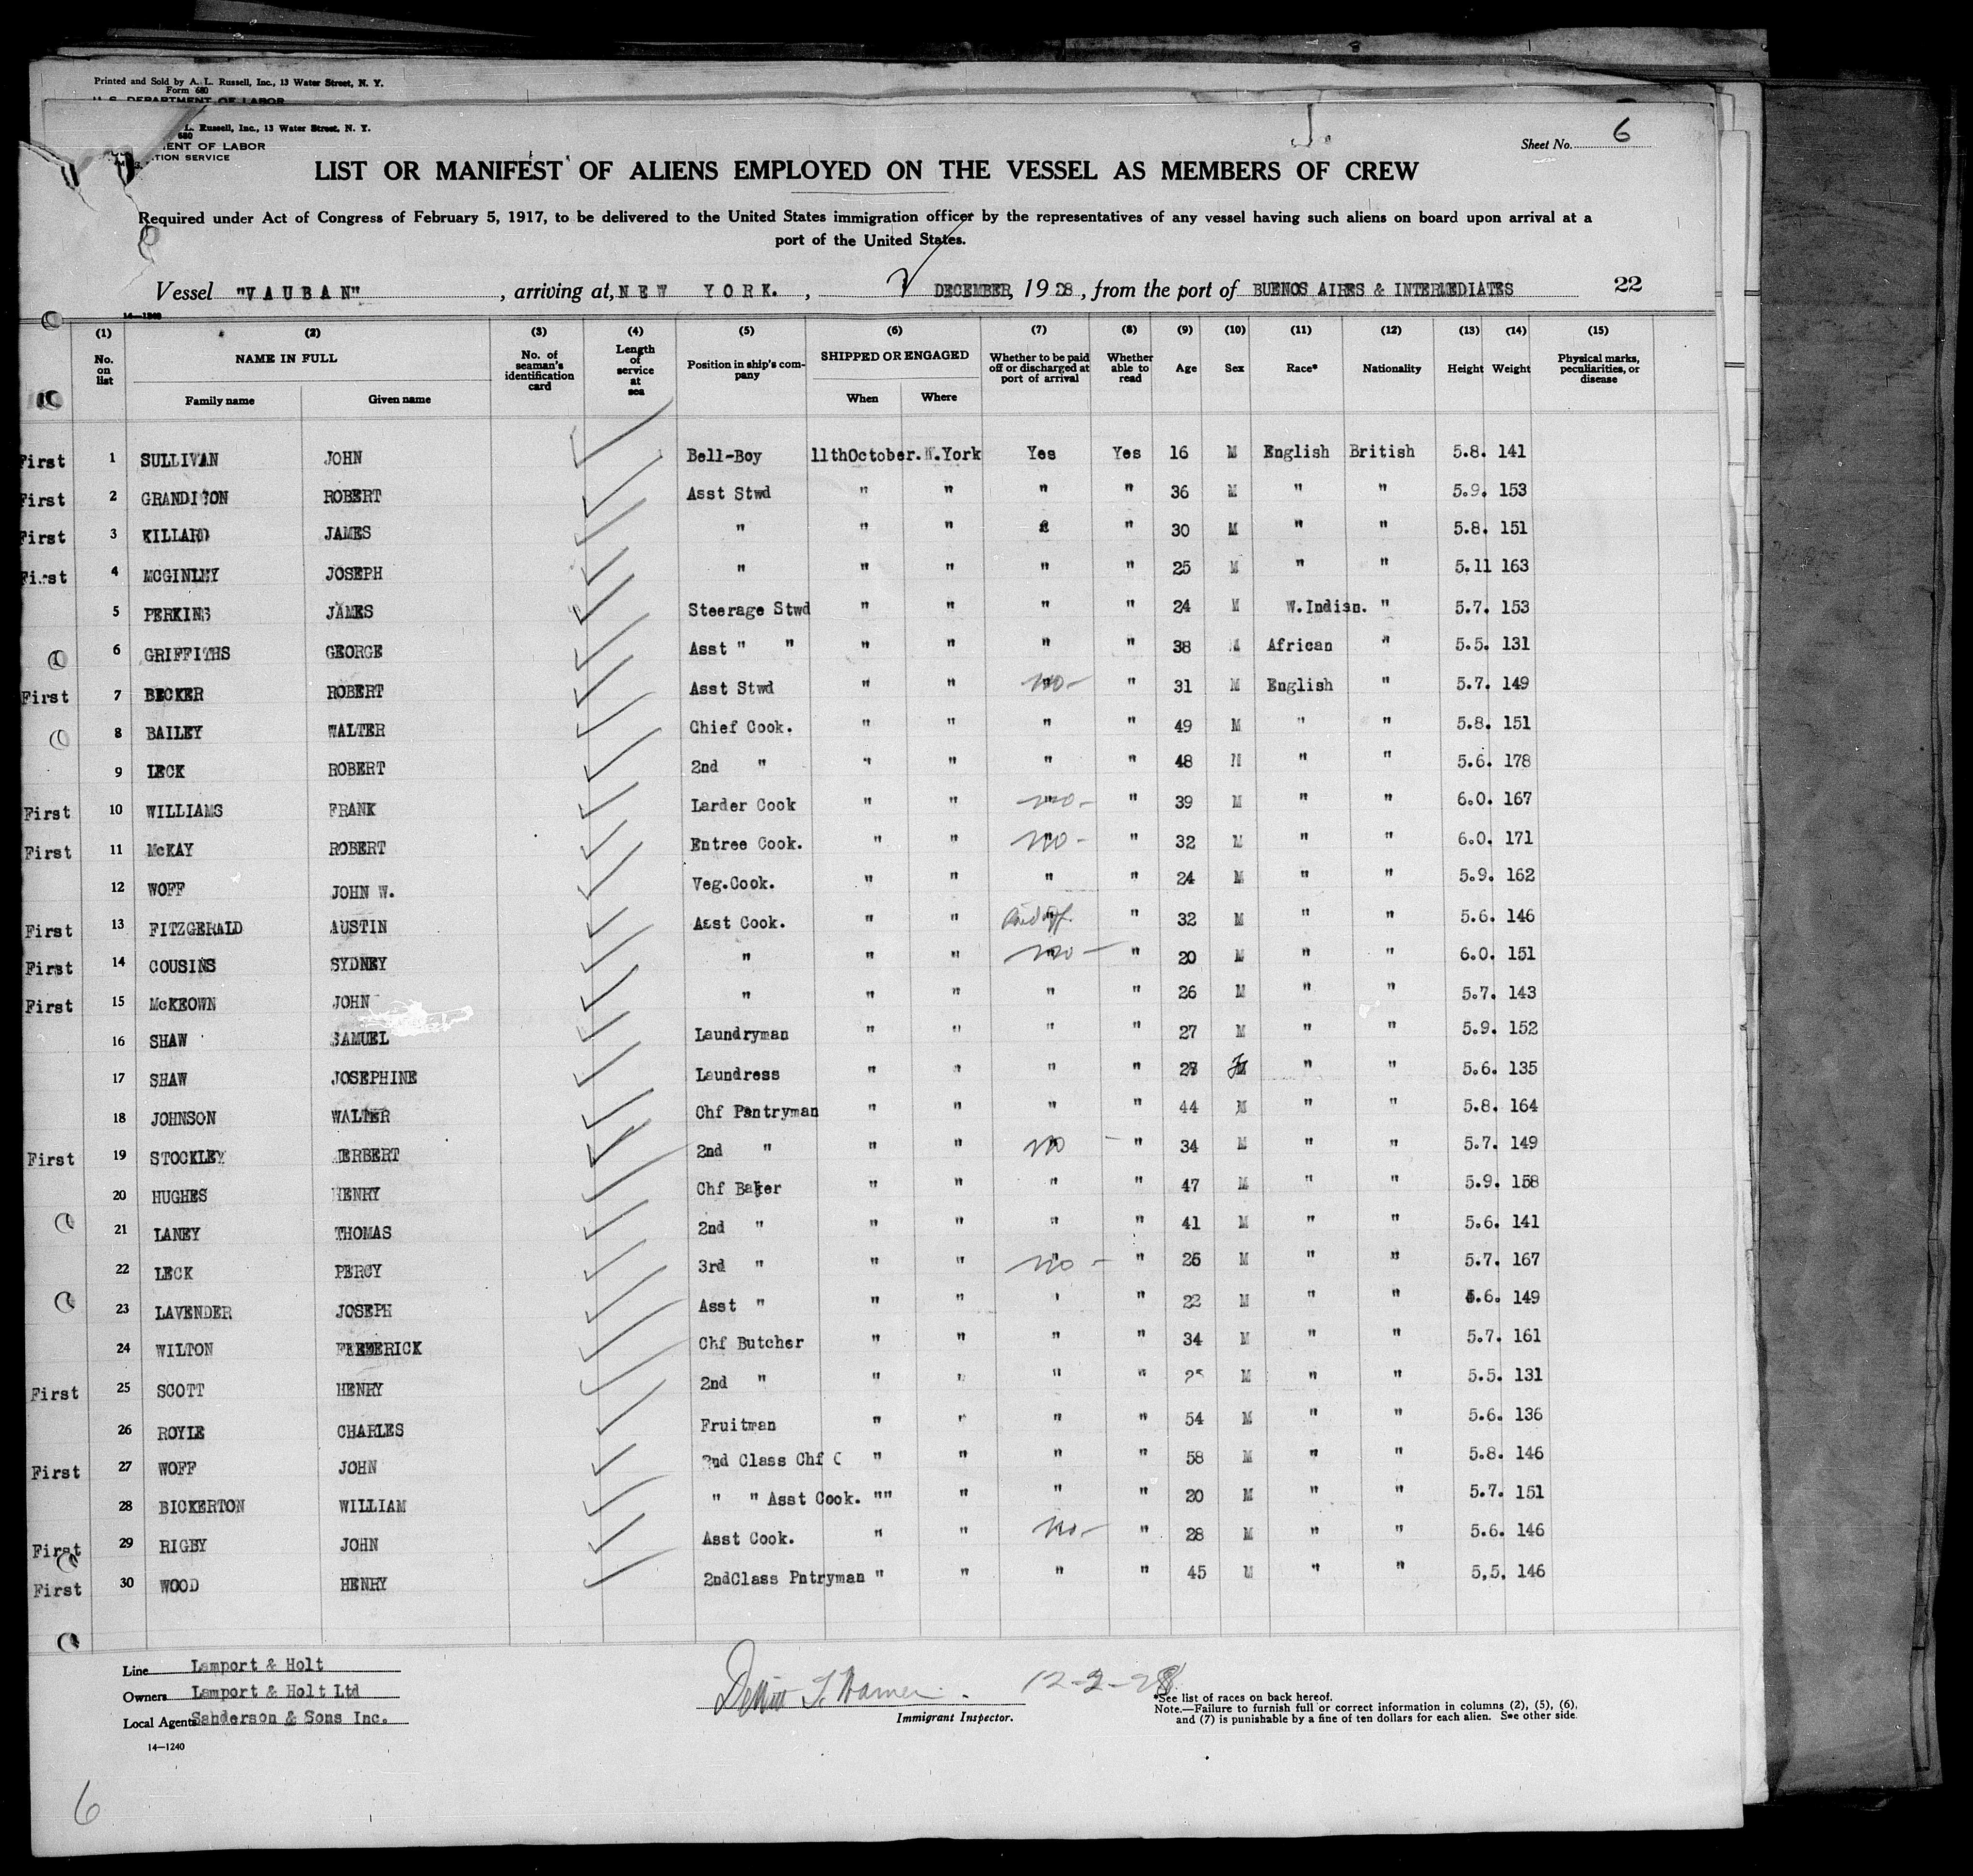 Printed and Sold by A. L. Russell, Inc., 13 Water Street, N. Y.
Form 680
U. S. DEPARTMENT OF LABOR
L. Russell, Inc., 13 Water Street, N. Y.
680
MENT OF LABOR
TION SERVICE
Sheet No. 6
LIST OR MANIFEST OF ALIENS EMPLOYED ON THE VESSEL AS MEMBERS OF CREW
Required under Act of Congress of February 5, 1917, to be delivered to the United States immigration officer by the representatives of any vessel having such aliens on board upon arrival at a
port of the United States.
Vessel "VAUBAN", arriving at, NEW YORK., 2 DECEMBER, 1928, from the port of BUENOS AIRES & INTERMEDIATES 22
14—1240
(1) (2) (3) (4) (5) (6) (7) (8) (9) (10) (11) (12) (13) (14) (15)
No. on list NAME IN FULL No. of seaman's identification card Length of service at sea Position in ship's company SHIPPED OR ENGAGED Whether to be paid off or discharged at port of arrival Whether able to read Age Sex Race* Nationality Height Weight Physical marks, peculiarities, or disease
Family name Given name When Where
First 1 SULLIVAN JOHN Bell-Boy 11thOctober. N.York Yes Yes 16 M English British 5.8. 141
First 2 GRANDISON ROBERT Asst Stwd " " " " 36 M " " 5.9. 153
First 3 KILLARD JAMES " " " " " 30 M " " 5.8. 151
First 4 MCGINLEY JOSEPH " " " " " 25 M " " 5.11 163
5 PERKINS JAMES Steerage Stwd " " " " 24 M W.Indian. " 5.7. 153
6 GRIFFITHS GEORGE Asst " " " " " " 38 M African " 5.5. 131
First 7 BECKER ROBERT Asst Stwd " " no- " 31 M English " 5.7. 149
8 BAILEY WALTER Chief Cook. " " " " 49 M " " 5.8. 151
9 LECK ROBERT 2nd " " " " " 48 M " " 5.6. 178
First 10 WILLIAMS FRANK Larder Cook " " no- " 39 M " " 6.0. 167
First 11 McKAY ROBERT Entree Cook. " " no- " 32 M " " 6.0. 171
12 WOFF JOHN W. Veg.Cook. " " " " 24 M " " 5.9. 162
First 13 FITZGERALD AUSTIN Asst Cook. " " Paid off. " 32 M " " 5.6. 146
First 14 COUSINS SYDNEY " " " no- " 20 M " " 6.0. 151
First 15 McKEOWN JOHN " " " " " 26 M " " 5.7. 143
16 SHAW SAMUEL Laundryman " " " " 27 M " " 5.9. 152
17 SHAW JOSEPHINE Laundress " " " " F " " 5.6. 135
18 JOHNSON WALTER Chf Pantryman " " " " 44 M " " 5.8. 164
First 19 STOCKLEY HERBERT 2nd " " " no - " 34 M " " 5.7. 149
20 HUGHES HENRY Chf Baker " " " " 47 M " " 5.9. 158
21 LANEY THOMAS 2nd " " " " " 41 M " " 5.6. 141
22 LECK PERCY 3rd " " " no - " 26 M " " 5.7. 167
23 LAVENDER JOSEPH Asst " " " " " 22 M " " 5.6. 149
24 WILTON FREDERICK Chf Butcher " " " " 34 M " " 5.7. 161
First 25 SCOTT HENRY 2nd " " " " " M " " 5.5. 131
26 ROYLE CHARLES Fruitman " " " " 54 M " " 5.6. 136
First 27 WOFF JOHN 2nd Class Chf C " " " " 58 M " " 5.8. 146
28 BICKERTON WILLIAM " " Asst Cook. "" " " " 20 M " " 5.7. 151
First 29 RIGBY JOHN Asst Cook. " " no- " 28 M " " 5.6. 146
First 30 WOOD HENRY 2ndClass Pntryman " " " " 45 M " " 5,5. 146
Line Lamport & Holt
Owners Lamport & Holt Ltd
Local Agents Sanderson & Sons Inc.
12-2-28
Immigrant Inspector.
*See list of races on back hereof.
Note.—Failure to furnish full or correct information in columns (2), (5), (6),
and (7) is punishable by a fine of ten dollars for each alien. See other side.
14—1240
6